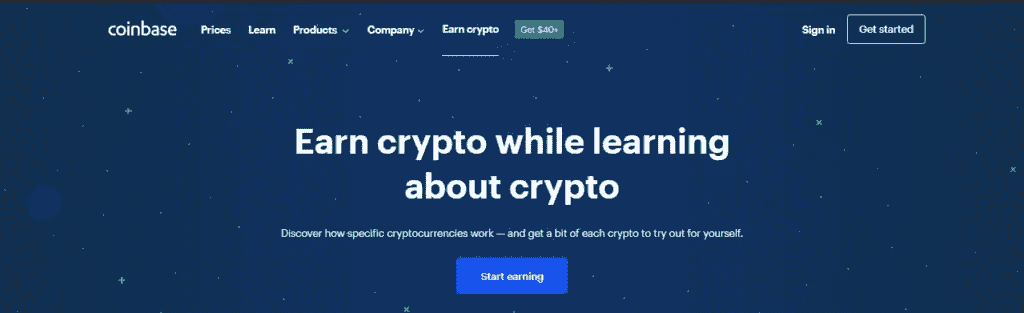 coinbase Prices Learn Products Company Earn crypto Get $40+ Sign in Get started
Earn crypto while learning
about crypto
Discover how specific cryptocurrencies work — and get a bit of each crypto to try out for yourself.
Start earning